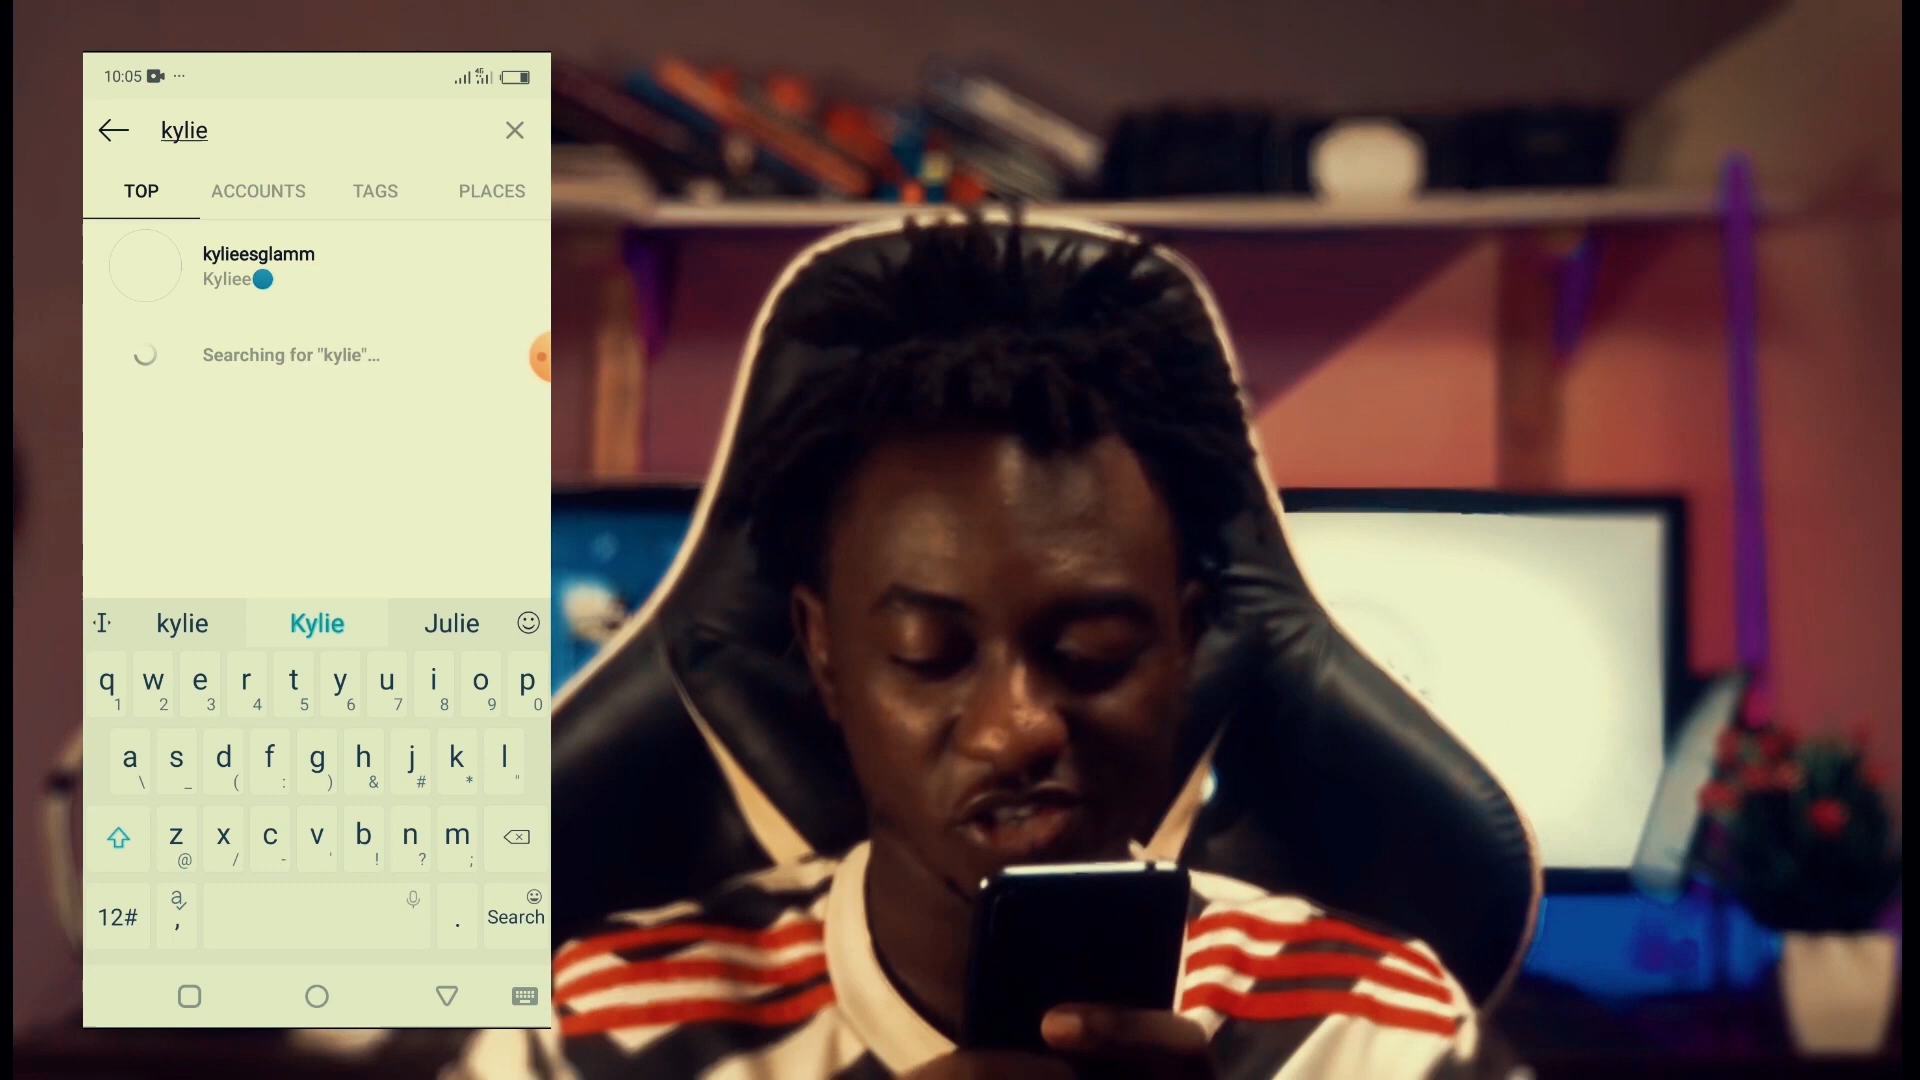 10:05 ...
4G
kylie
TOP ACCOUNTS TAGS PLACES
kylieesglamm
Kyliee
Searching for "kylie"...
kylie Kylie Julie
q w e r t y u i o p
1 2 3 4 5 6 7 8 9 0
a s d f g h j k l
\ _ ( : ) & # * "
z x c v b n m
@ / - ' ! ? ;
12# a , . Search